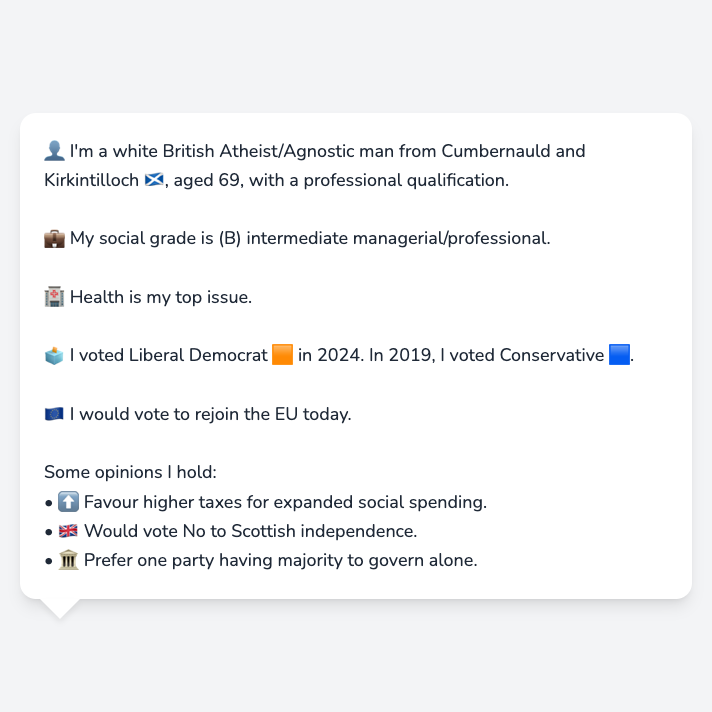 👤 I'm a white British Atheist/Agnostic man from Cumbernauld and
Kirkintilloch 🏴󠁧󠁢󠁳󠁣󠁴󠁿, aged 69, with a professional qualification.
💼 My social grade is (B) intermediate managerial/professional.
🏥 Health is my top issue.
🗳️ I voted Liberal Democrat 🟧 in 2024. In 2019, I voted Conservative 🟦.
🇪🇺 I would vote to rejoin the EU today.
Some opinions I hold:
• ⬆️ Favour higher taxes for expanded social spending.
• 🇬🇧 Would vote No to Scottish independence.
• 🏛️ Prefer one party having majority to govern alone.